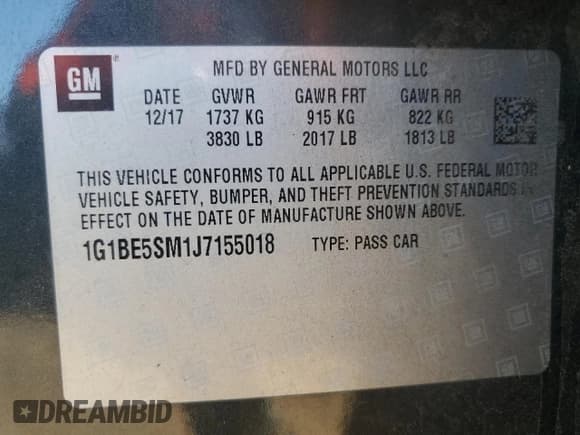 GM
MFD BY GENERAL MOTORS LLC
DATE GVWR GAWR FRT GAWR RR
12/17 1737 KG 915 KG 822 KG
3830 LB 2017 LB 1813 LB
THIS VEHICLE CONFORMS TO ALL APPLICABLE U.S. FEDERAL MOTOR
VEHICLE SAFETY, BUMPER, AND THEFT PREVENTION STANDARDS IN
EFFECT ON THE DATE OF MANUFACTURE SHOWN ABOVE.
1G1BE5SM1J7155018 TYPE: PASS CAR
DREAMBID